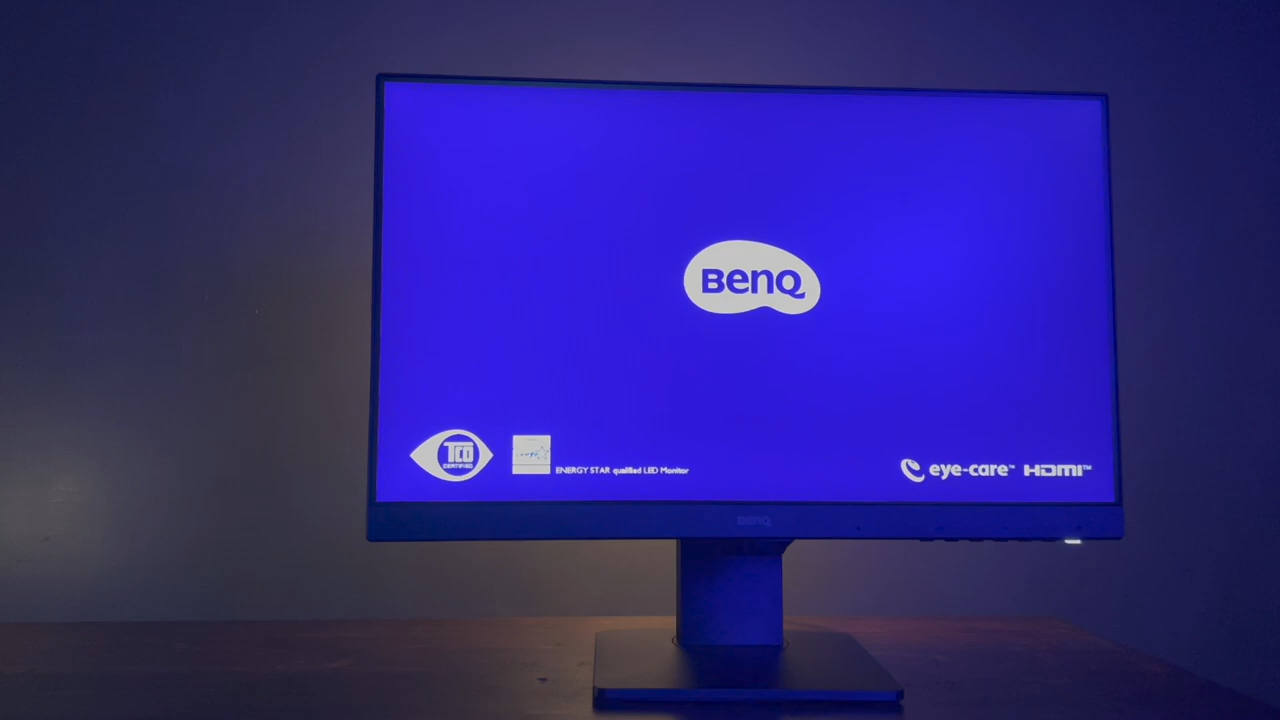 BenQ
TCO
CERTIFIED
ENERGY STAR qualified LED Monitor
eye-care™ HDMI™
BenQ